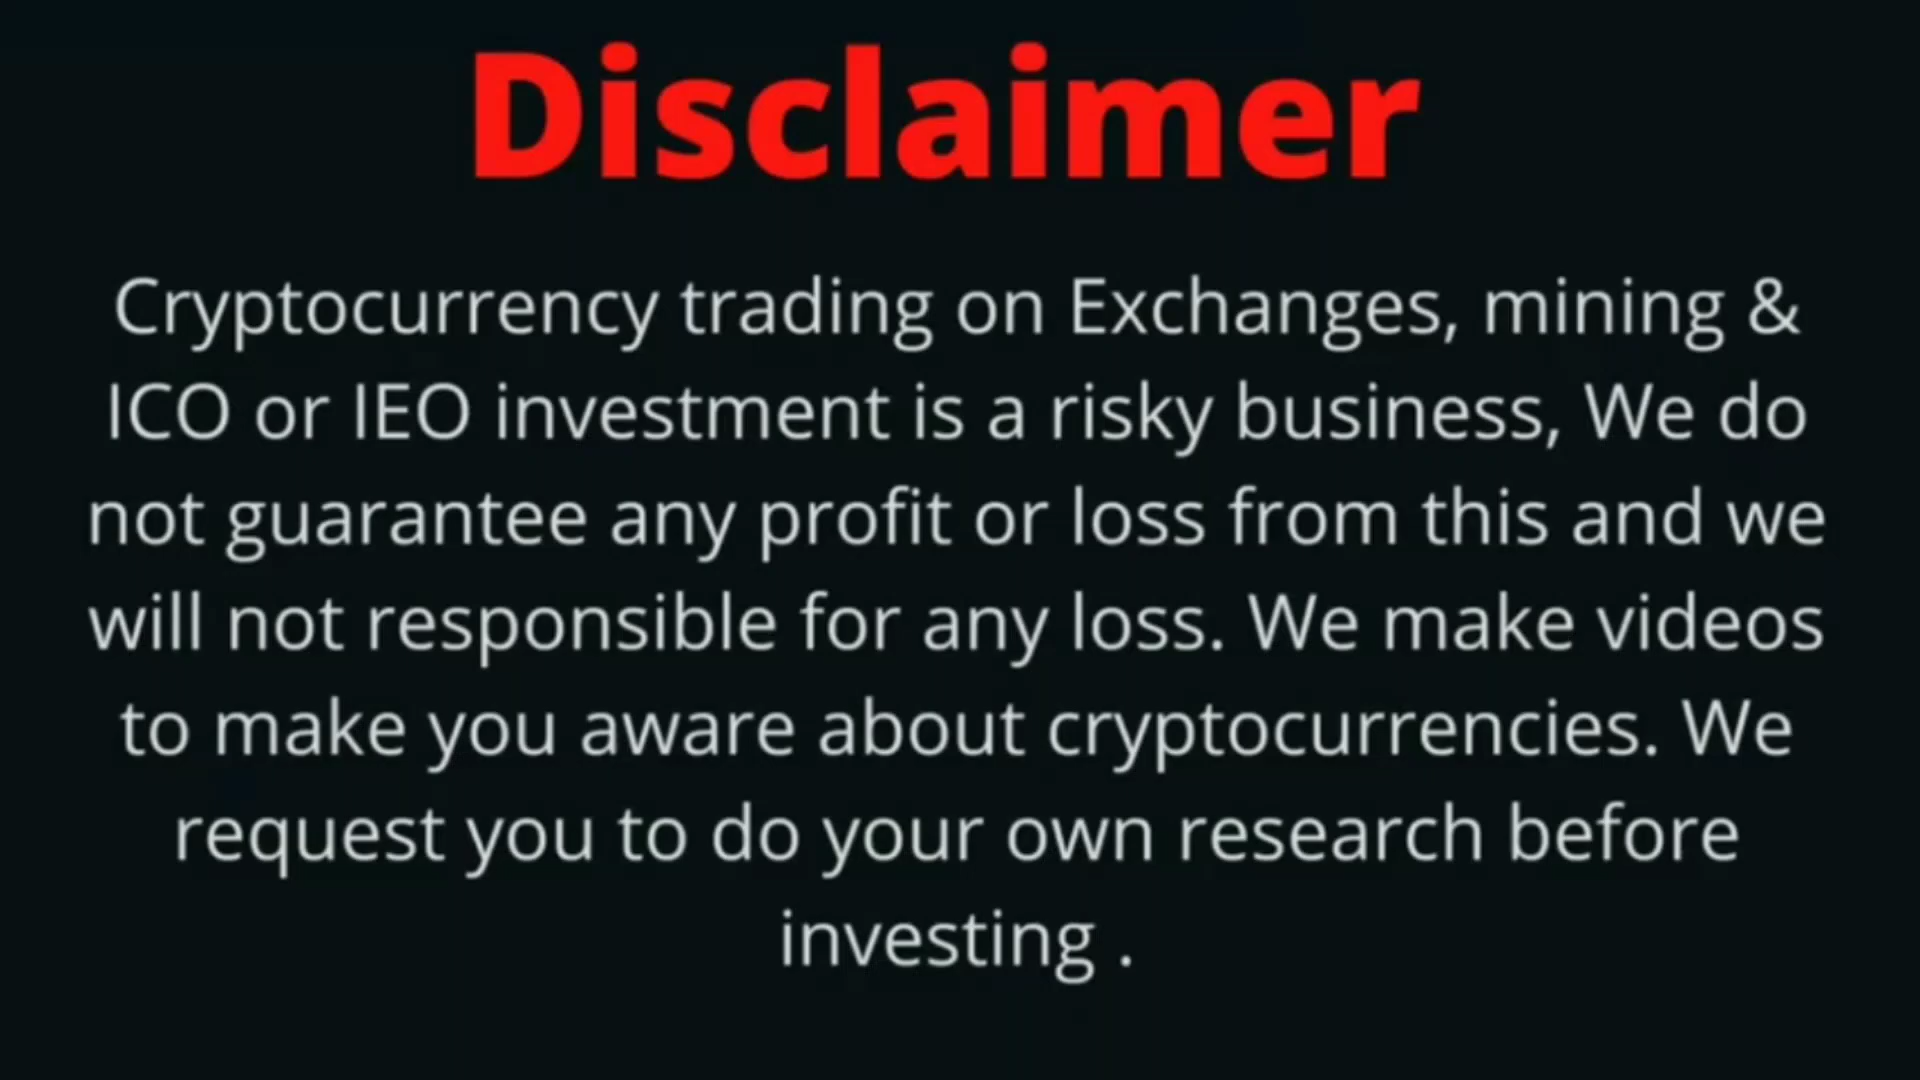 Disclaimer
Cryptocurrency trading on Exchanges, mining &
ICO or IEO investment is a risky business, We do
not guarantee any profit or loss from this and we
will not responsible for any loss. We make videos
to make you aware about cryptocurrencies. We
request you to do your own research before
investing .